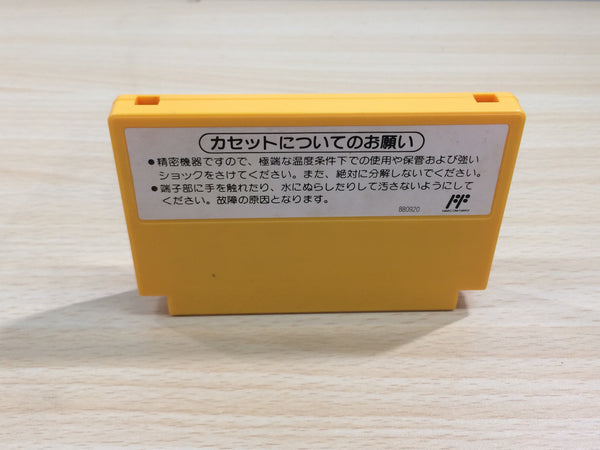 カセットについてのお願い
●精密機器ですので、極端な温度条件下での使用や保管および強い
ショックをさけてください。また、絶対に分解しないでください。
●端子部に手を触れたり、水にぬらしたりして汚さないようにして
ください。故障の原因となります。
880920
FF